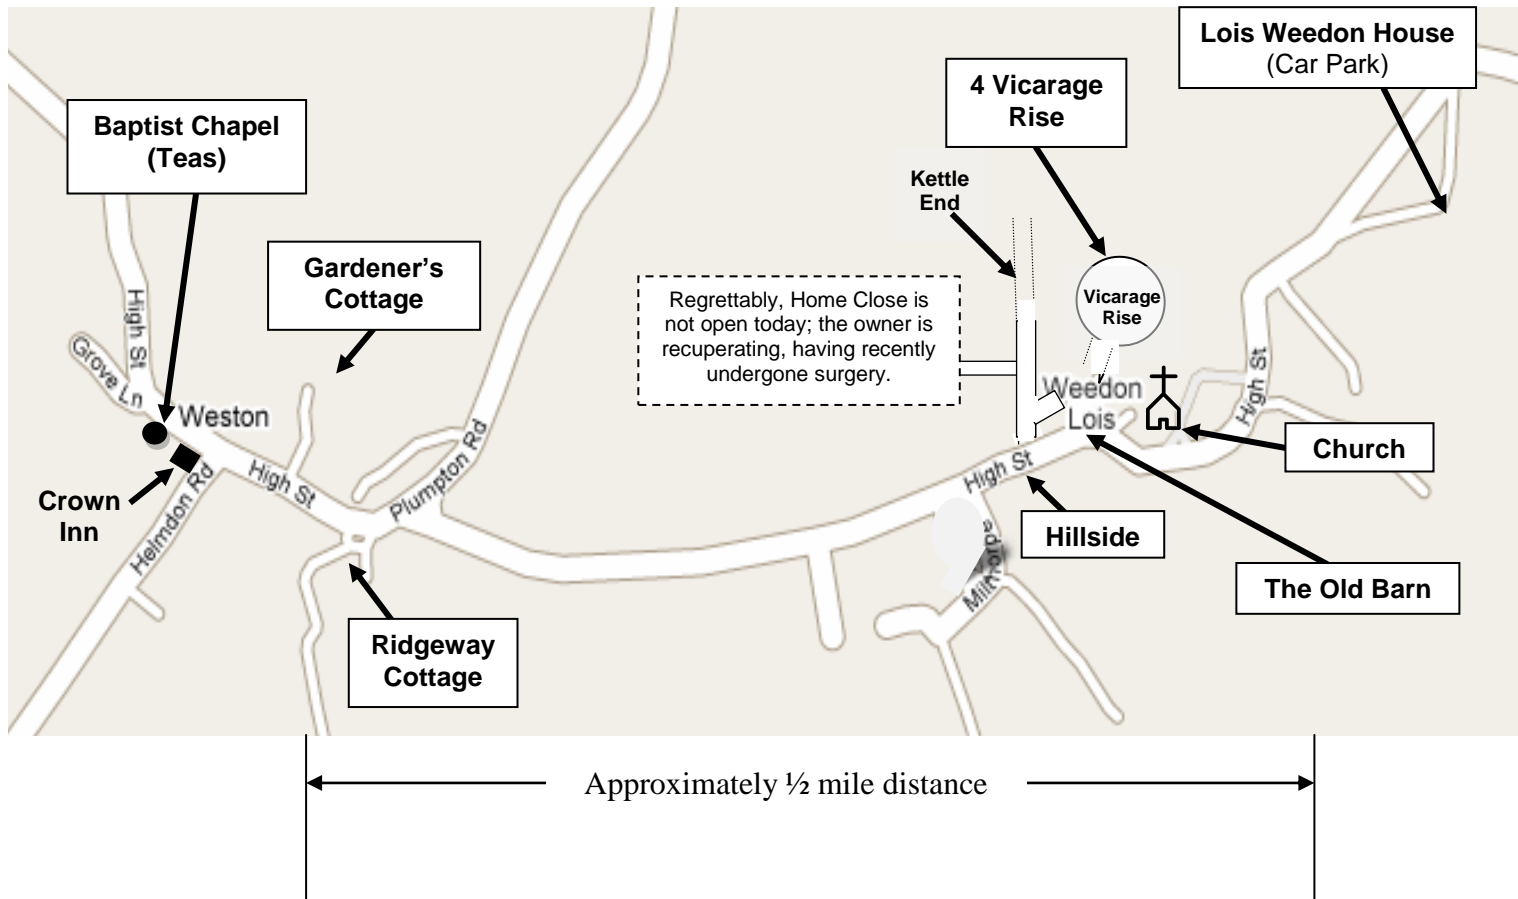 Lois Weedon House
(Car Park)
4 Vicarage
Rise
Baptist Chapel
(Teas)
Kettle
End
Gardener's
Cottage
Regrettably, Home Close is
not open today; the owner is
recuperating, having recently
undergone surgery.
Vicarage
Rise
High St
Grove Ln
Weston
Weedon
Lois
High St
Church
Crown
Inn
Helmdon Rd
High St
Plumpton Rd
High St
Hillside
Milthorpe
The Old Barn
Ridgeway
Cottage
Approximately ½ mile distance